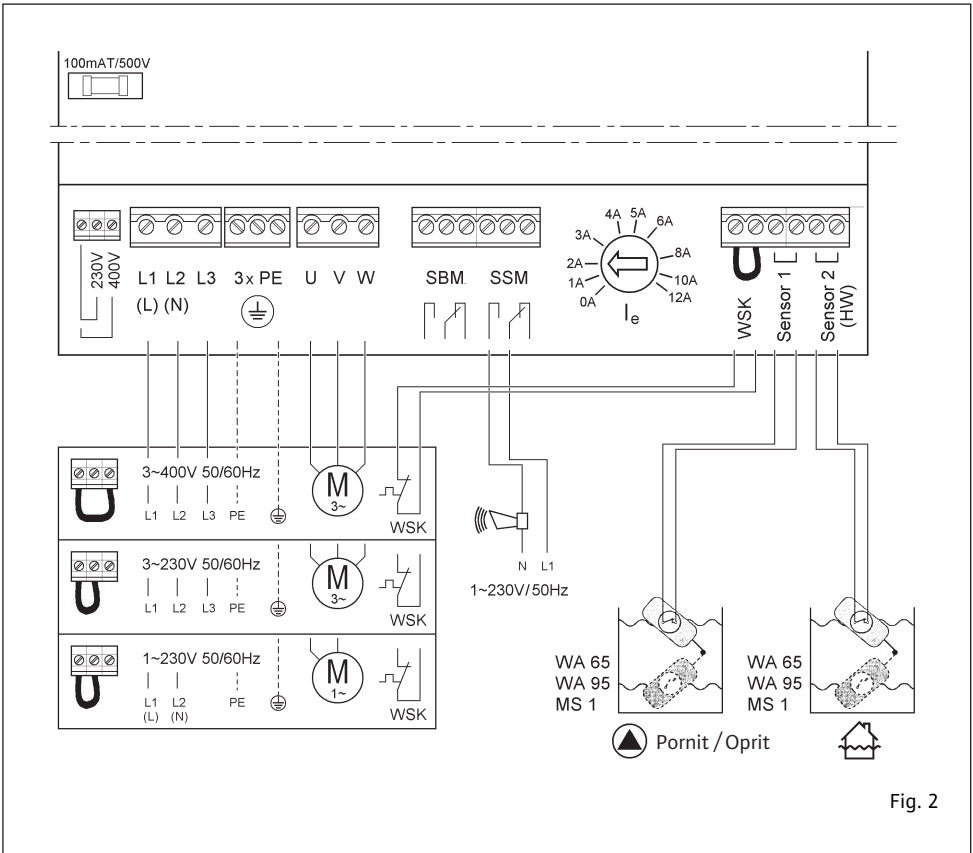 100mAT/500V
230V
400V
L1 L2 L3 3x PE U V W SBM SSM
(L) (N)
4A 5A 6A
3A 8A
2A 10A
1A 12A
0A
Ie
WSK
Sensor 1
Sensor 2
(HW)
3~400V 50/60Hz
L1 L2 L3 PE
M
3~
WSK
3~230V 50/60Hz
L1 L2 L3 PE
M
3~
WSK
1~230V 50/60Hz
L1 L2 PE
(L) (N)
M
1~
WSK
N L1
1~230V/50Hz
WA 65
WA 95
MS 1
Pornit / Oprit
WA 65
WA 95
MS 1
Fig. 2